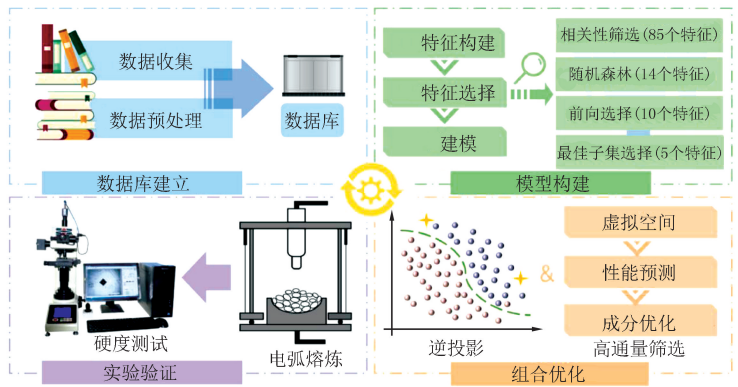 数据收集
数据预处理
数据库
数据库建立
特征构建
特征选择
建模
相关性筛选(85个特征)
随机森林(14个特征)
前向选择(10个特征)
最佳子集选择(5个特征)
模型构建
硬度测试
电弧熔炼
实验验证
逆投影
&
虚拟空间
性能预测
成分优化
高通量筛选
组合优化